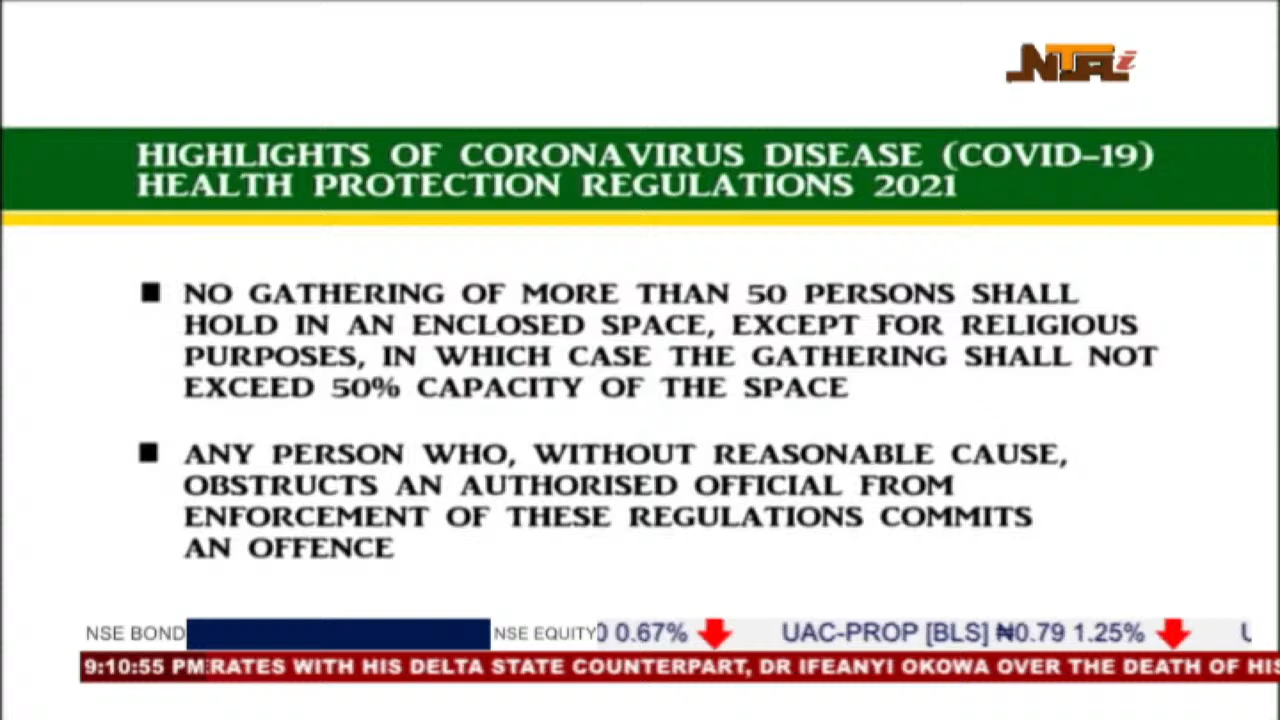 NTAi
HIGHLIGHTS OF CORONAVIRUS DISEASE (COVID-19)
HEALTH PROTECTION REGULATIONS 2021
NO GATHERING OF MORE THAN 50 PERSONS SHALL
HOLD IN AN ENCLOSED SPACE, EXCEPT FOR RELIGIOUS
PURPOSES, IN WHICH CASE THE GATHERING SHALL NOT
EXCEED 50% CAPACITY OF THE SPACE
ANY PERSON WHO, WITHOUT REASONABLE CAUSE,
OBSTRUCTS AN AUTHORISED OFFICIAL FROM
ENFORCEMENT OF THESE REGULATIONS COMMITS
AN OFFENCE
NSE BOND NSE EQUITY 0.67% UAC-PROP [BLS] ₦0.79 1.25%
9:10:55 PM RATES WITH HIS DELTA STATE COUNTERPART, DR IFEANYI OKOWA OVER THE DEATH OF HIS